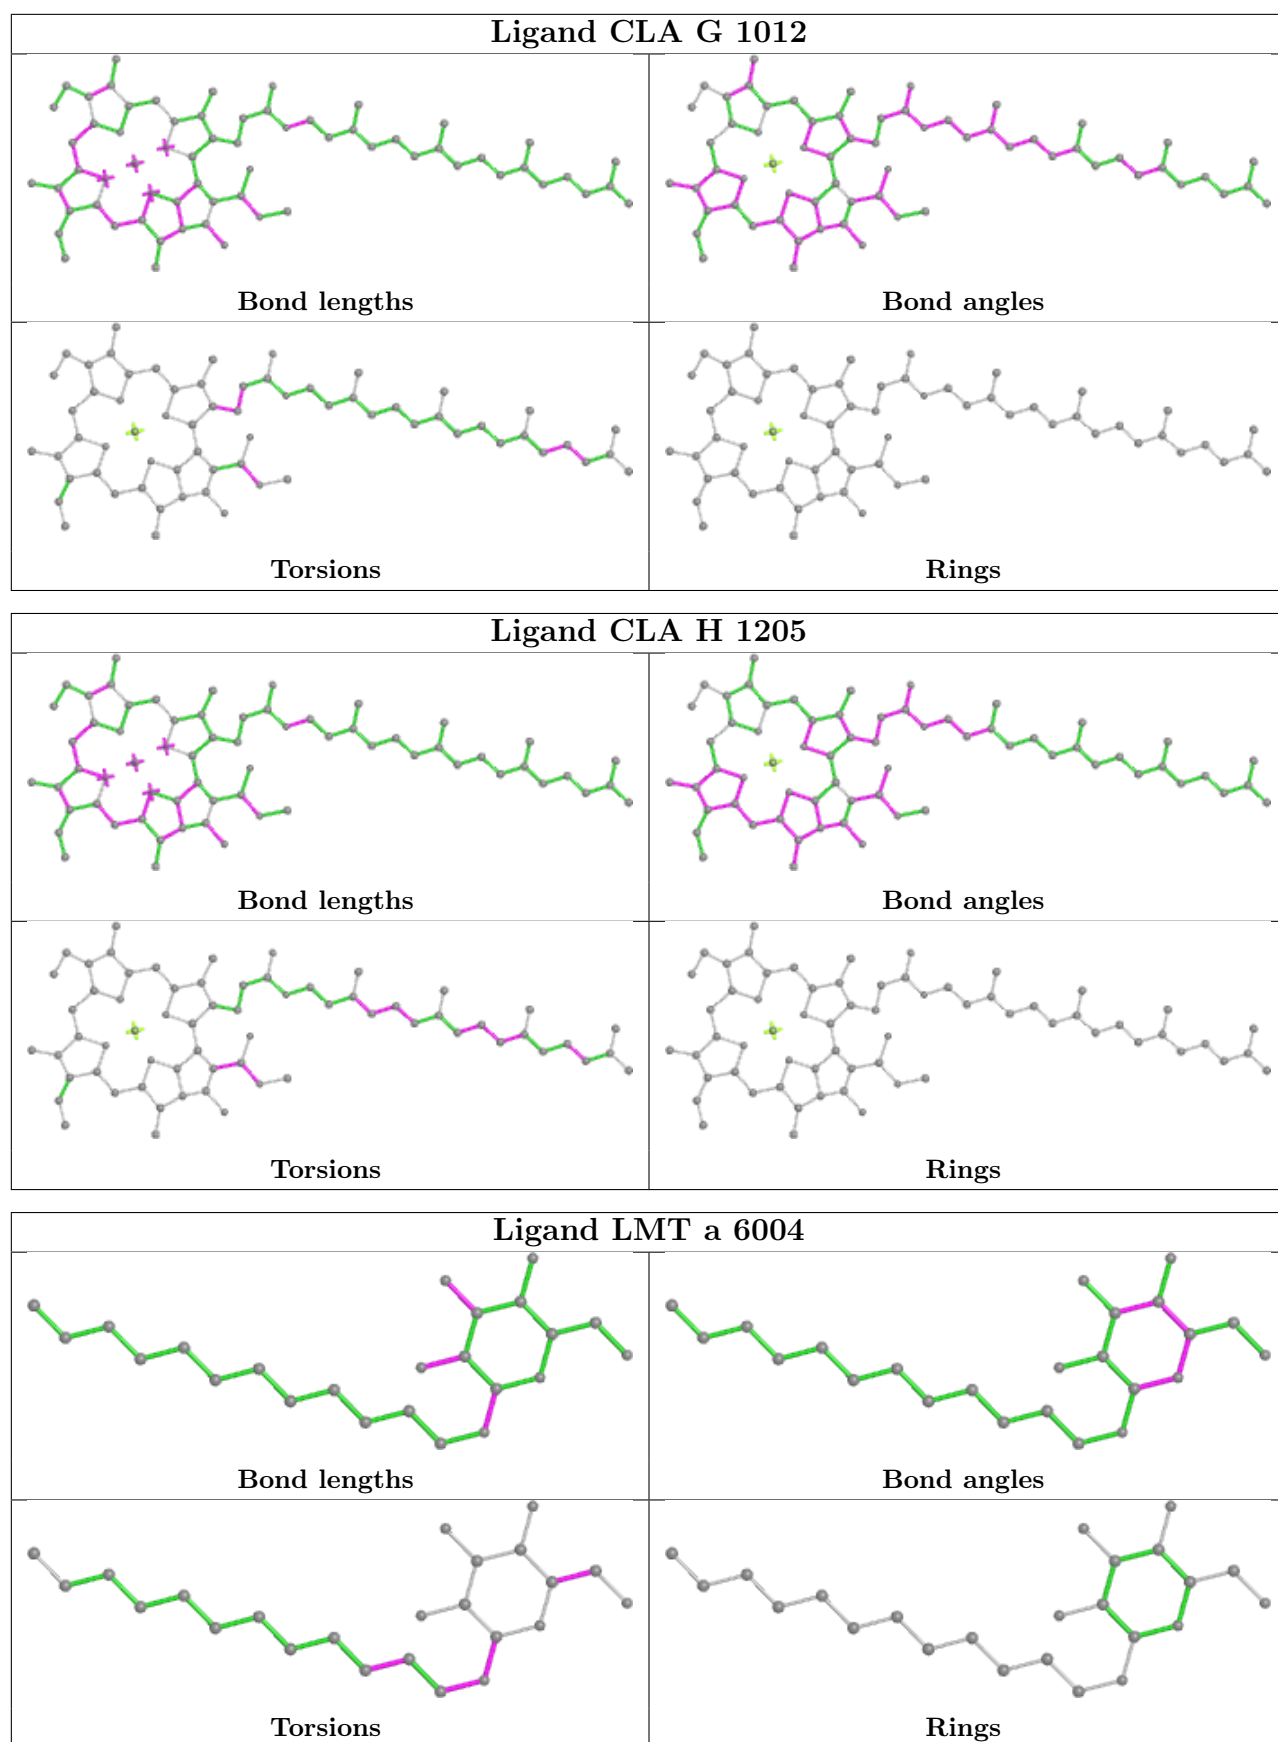 Ligand CLA G 1012
Bond lengths
Bond angles
Torsions
Rings
Ligand CLA H 1205
Bond lengths
Bond angles
Torsions
Rings
Ligand LMT a 6004
Bond lengths
Bond angles
Torsions
Rings